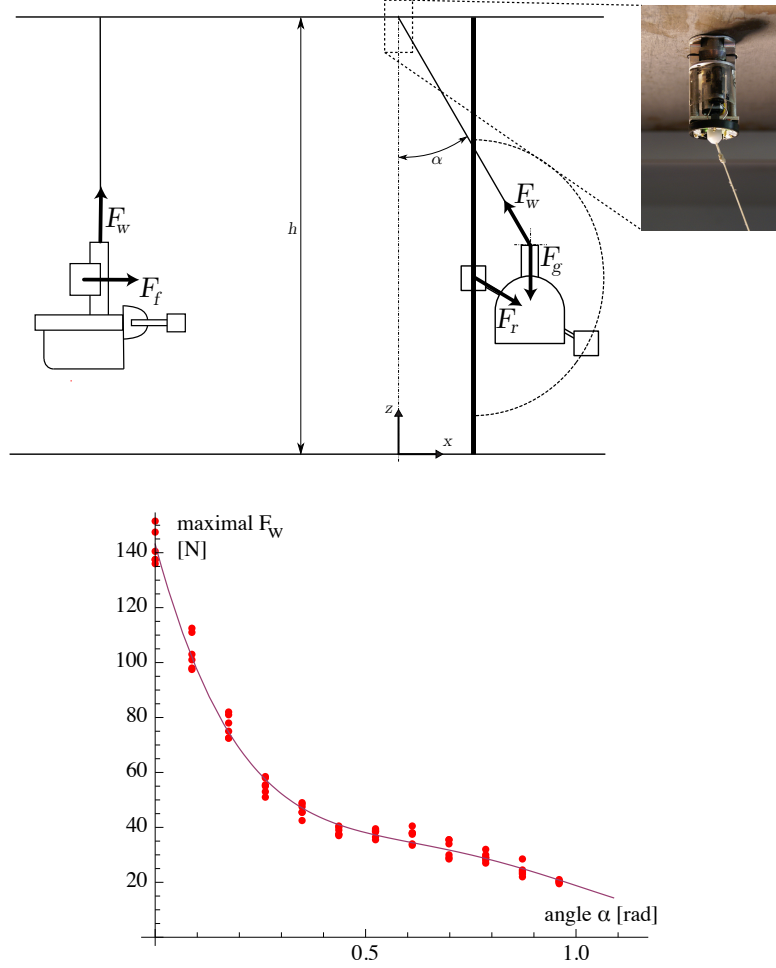 α
F_w
F_w
h
F_g
F_f
F_r
z
x
maximal F_w
[N]
140
120
100
80
60
40
20
angle α [rad]
0.5
1.0